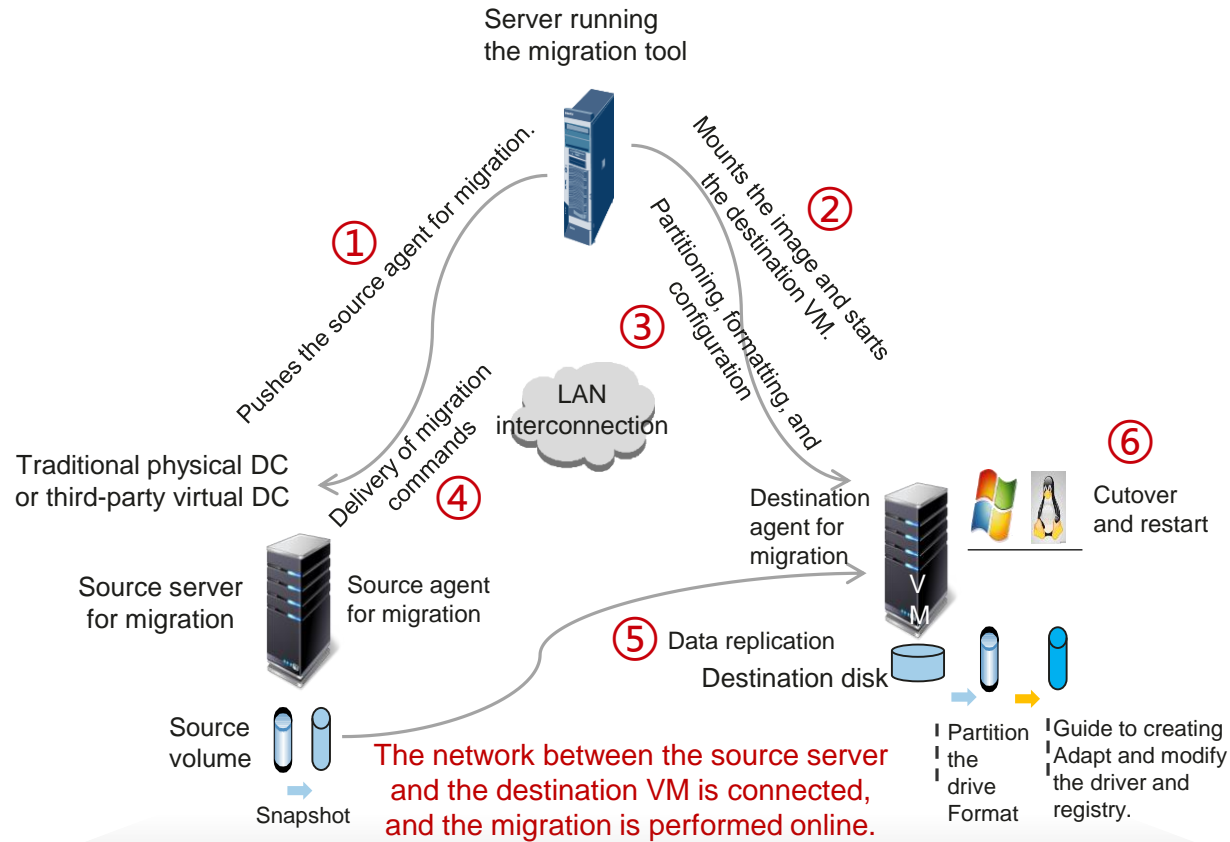 Server running
the migration tool
①
Pushes the source agent for migration.
②
Mounts the image and starts
the destination VM.
③
Partitioning, formatting, and
configuration
LAN
interconnection
④
Delivery of migration
commands
Traditional physical DC
or third-party virtual DC
Source server
for migration
Source agent
for migration
Destination
agent for
migration
VM
⑥
Cutover
and restart
⑤
Data replication
Destination disk
Source
volume
Snapshot
The network between the source server
and the destination VM is connected,
and the migration is performed online.
Partition
the
drive
Format
Guide to creating
Adapt and modify
the driver and
registry.